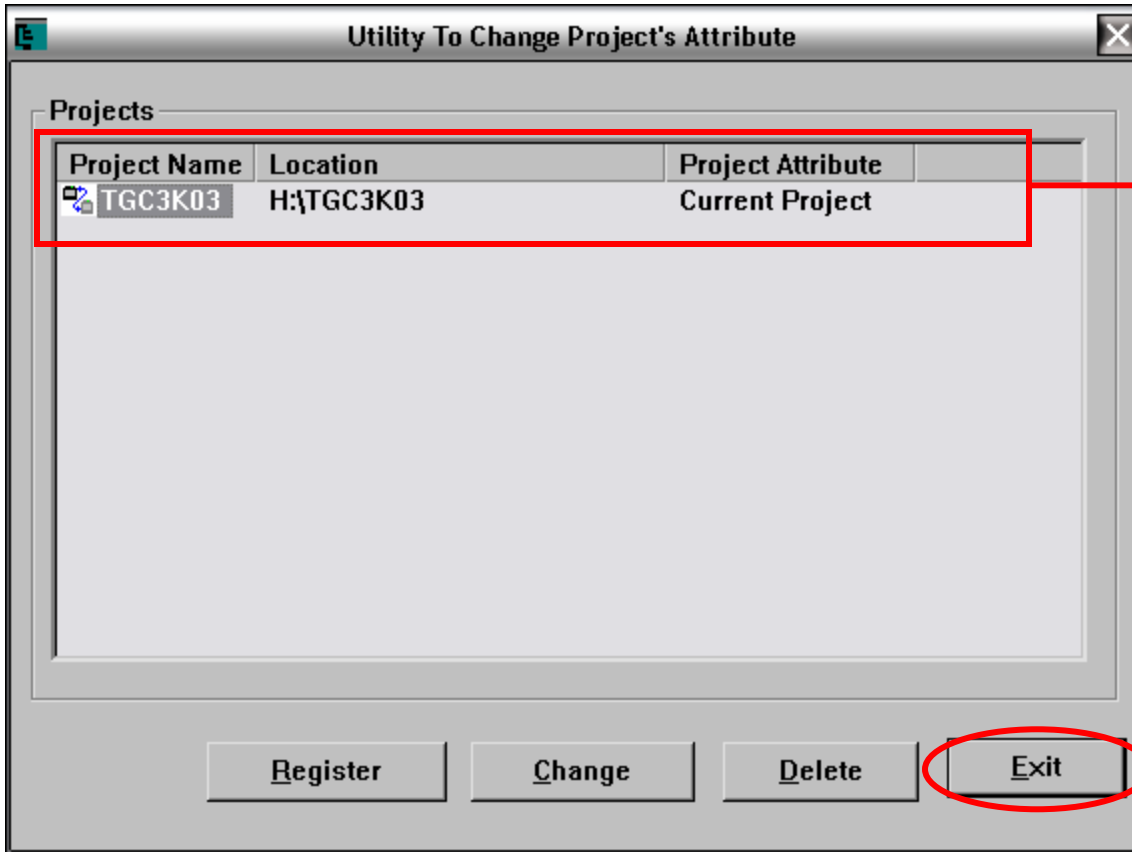 Utility To Change Project's Attribute
Projects
Project Name Location Project Attribute
TGC3K03 H:\TGC3K03 Current Project
Register Change Delete Exit